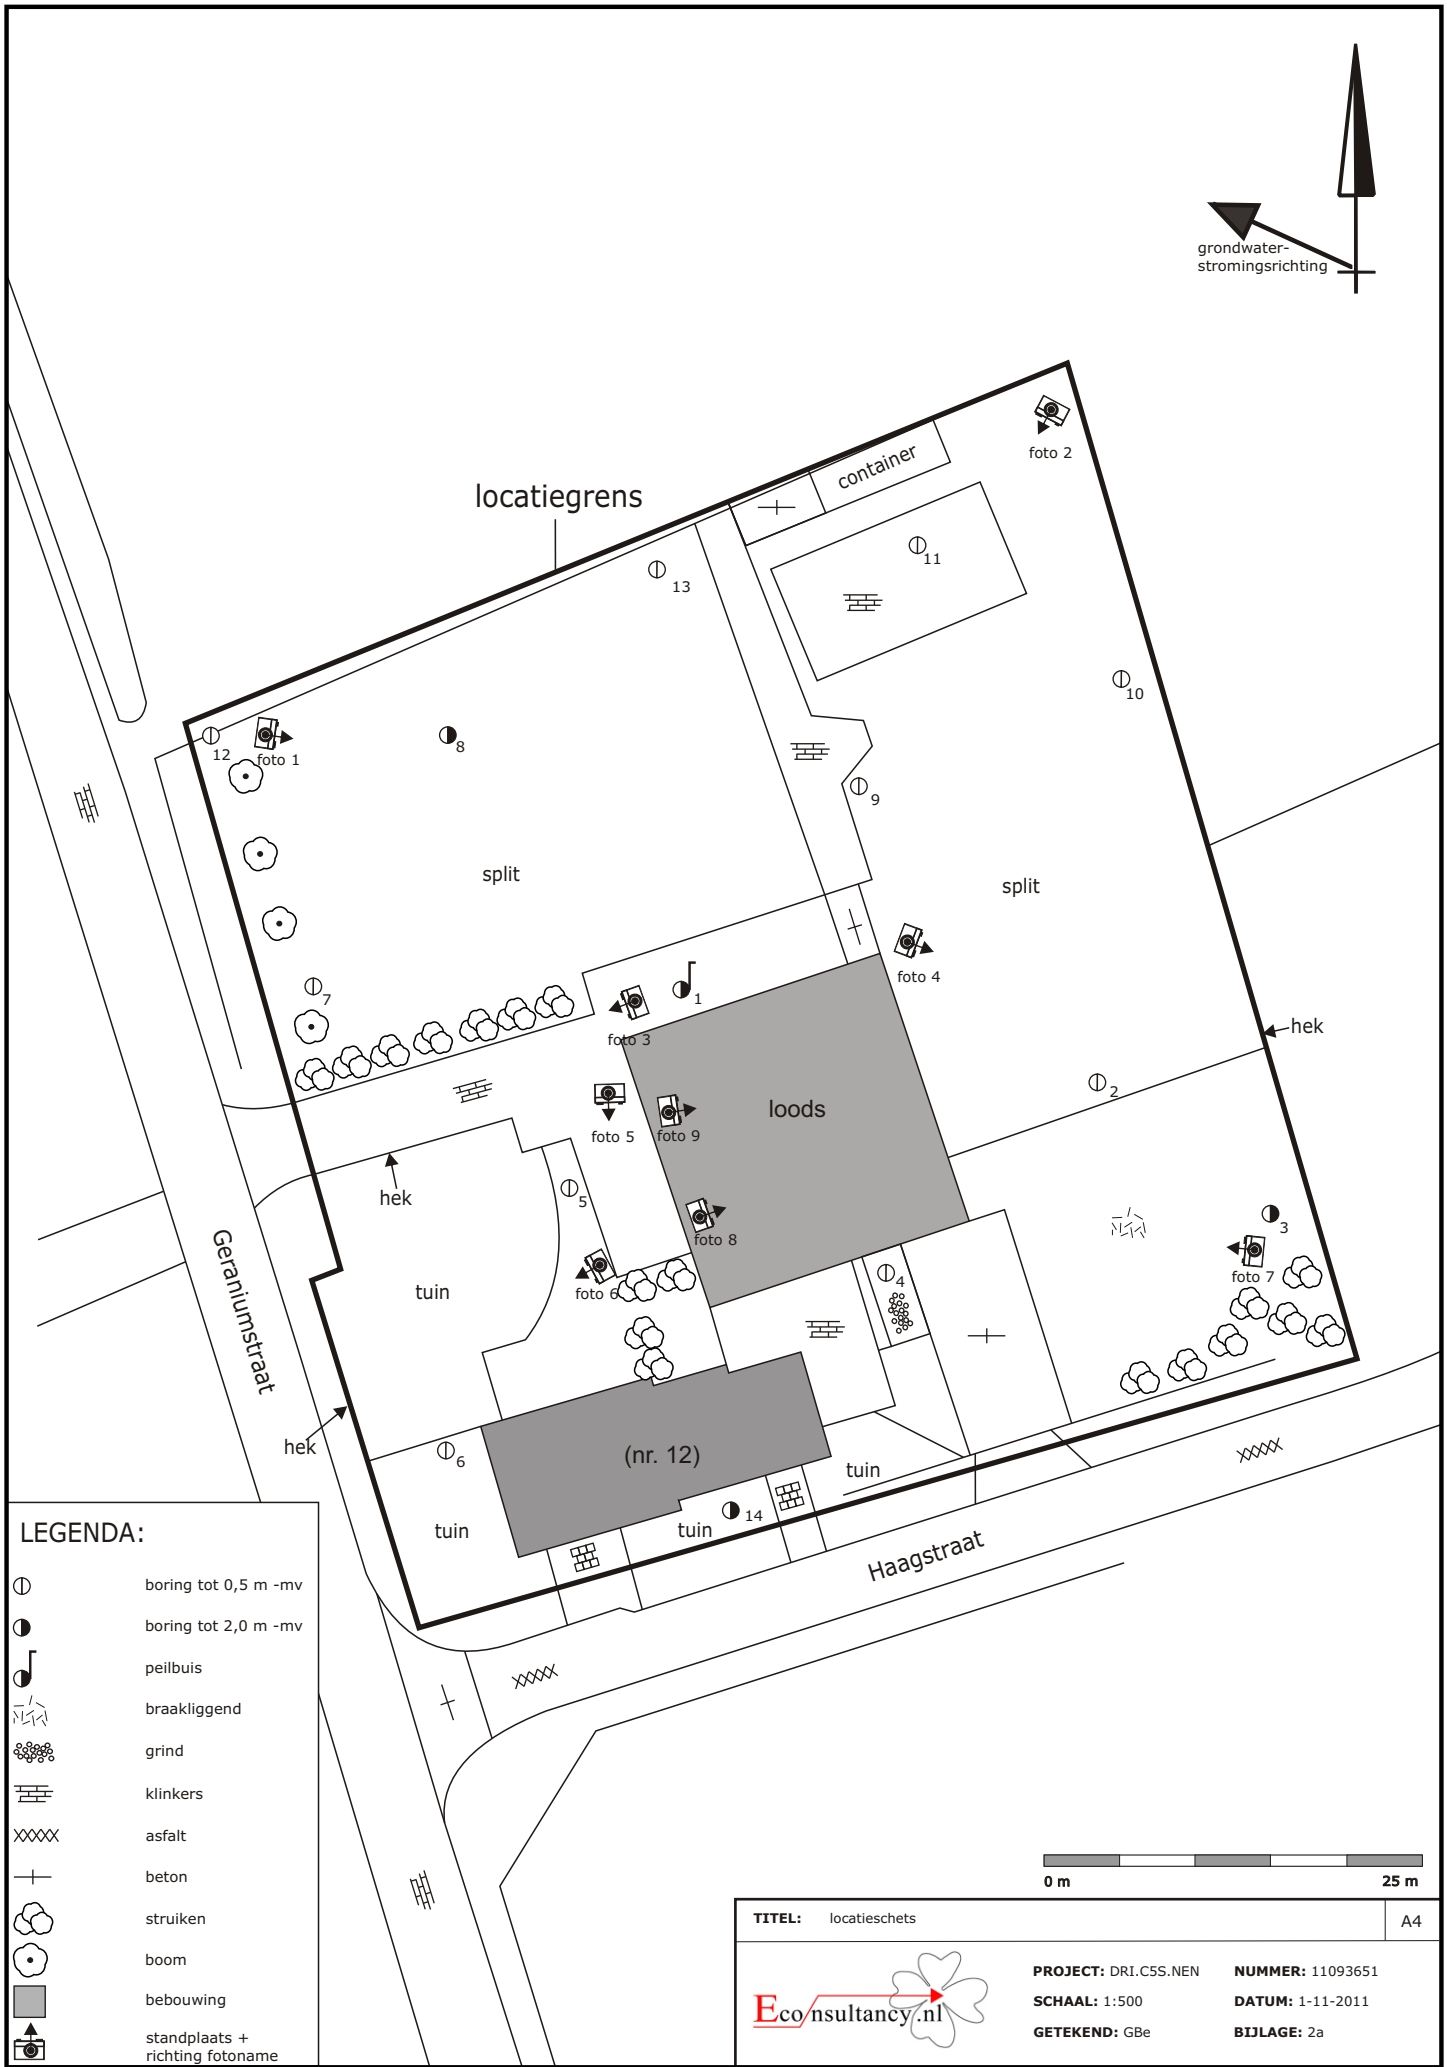 grondwater-
stromingsrichting
foto 2
container
locatiegrens
11
13
10
12
foto 1
8
9
split
split
foto 4
7
1
foto 3
hek
2
loods
foto 5
foto 9
hek
5
3
foto 8
foto 7
Geraniumstraat
tuin
foto 6
4
hek
6
(nr. 12)
tuin
14
tuin
tuin
Haagstraat
LEGENDA:
boring tot 0,5 m -mv
boring tot 2,0 m -mv
peilbuis
braakliggend
grind
klinkers
asfalt
beton
struiken
boom
bebouwing
standplaats +
richting fotoname
0 m 25 m
TITEL: locatieschets A4
Econsultancy.nl
PROJECT: DRI.C5S.NEN NUMMER: 11093651
SCHAAL: 1:500 DATUM: 1-11-2011
GETEKEND: GBe BIJLAGE: 2a